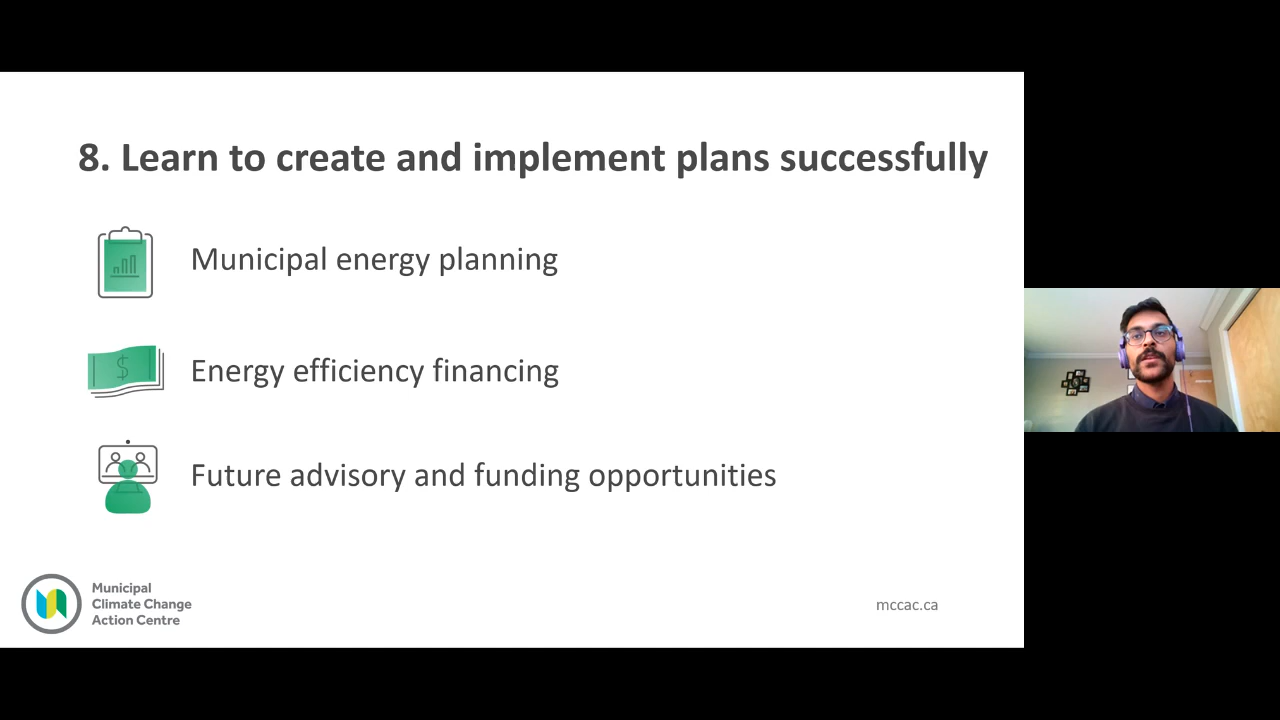 8. Learn to create and implement plans successfully
Municipal energy planning
$
Energy efficiency financing
Future advisory and funding opportunities
Municipal
Climate Change
Action Centre
mccac.ca